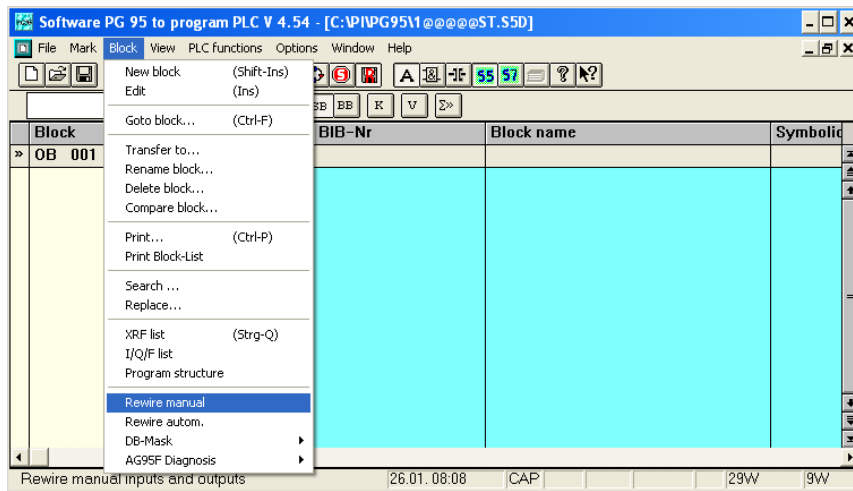 Software PG 95 to program PLC V 4.54 - [C:\PI\PG95\1@@@@@ST.S5D]
File Mark Block View PLC functions Options Window Help
A & S5 S7 ? ?
BB K V Σ»
Block BIB-Nr Block name Symbolic
» OB 001
New block (Shift-Ins)
Edit (Ins)
Goto block... (Ctrl-F)
Transfer to...
Rename block...
Delete block...
Compare block...
Print... (Ctrl-P)
Print Block-List
Search ...
Replace...
XRF list (Strg-Q)
I/Q/F list
Program structure
Rewire manual
Rewire autom.
DB-Mask
AG95F Diagnosis
Rewire manual inputs and outputs 26.01. 08:08 CAP 29W 9W